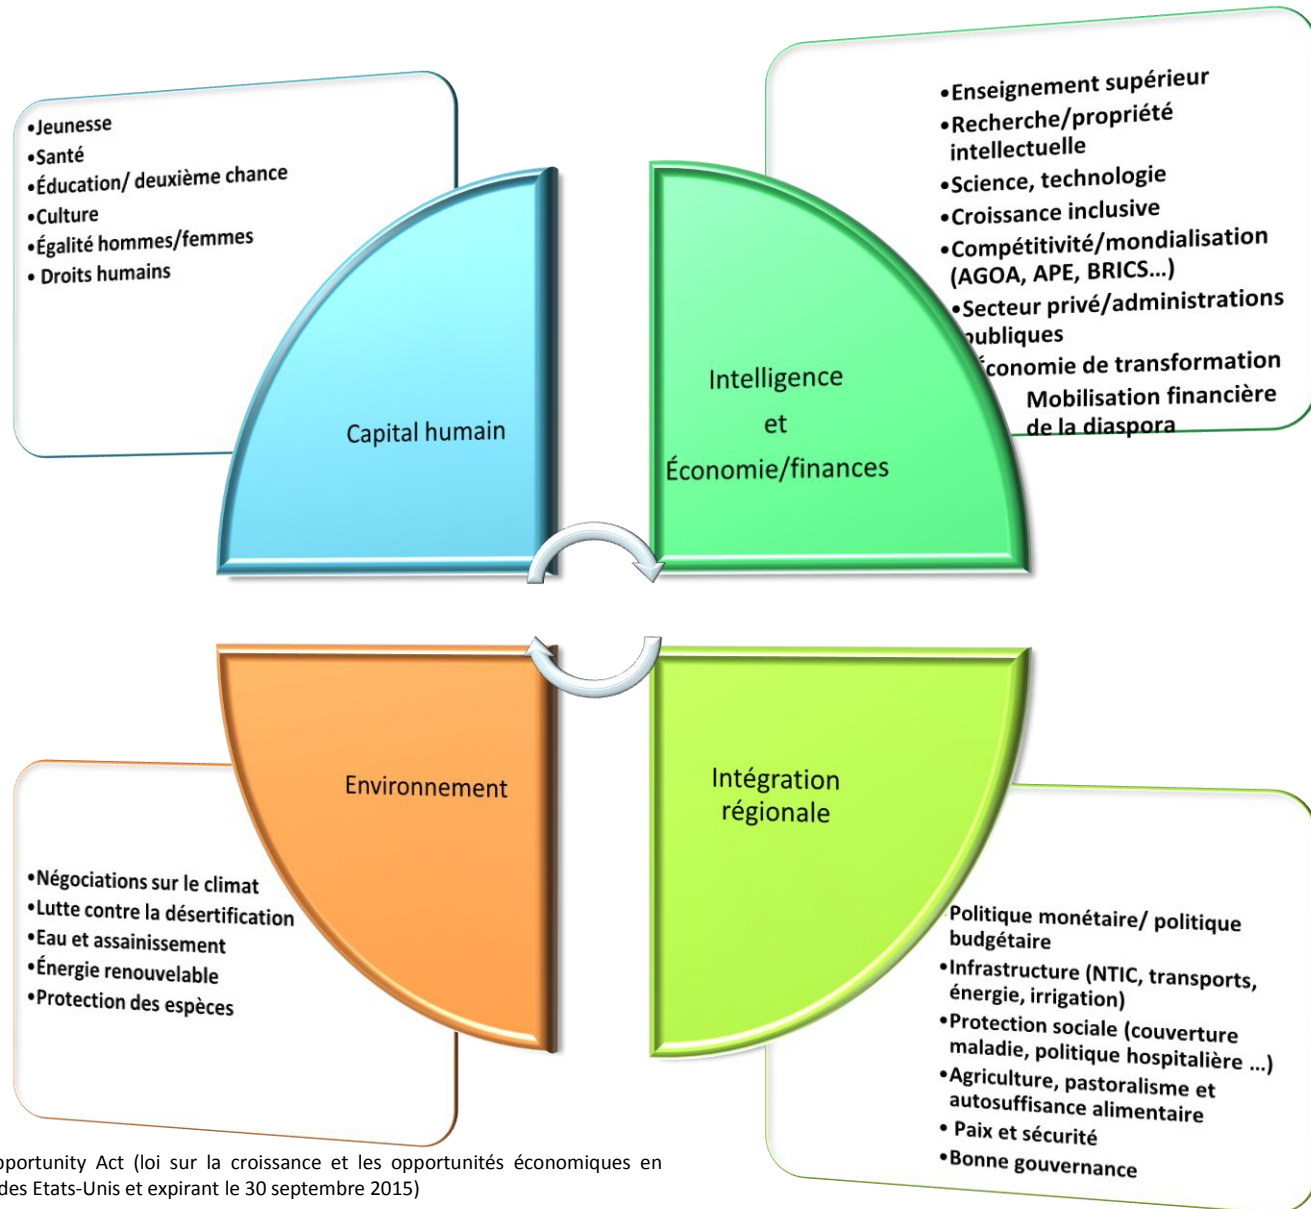 •Jeunesse
•Santé
•Éducation/ deuxième chance
•Culture
•Égalité hommes/femmes
• Droits humains
•Enseignement supérieur
•Recherche/propriété
intellectuelle
•Science, technologie
•Croissance inclusive
•Compétitivité/mondialisation
(AGOA, APE, BRICS...)
•Secteur privé/administrations
publiques
Économie de transformation
Mobilisation financière
de la diaspora
Capital humain
Intelligence
et
Économie/finances
Environnement
Intégration
régionale
•Négociations sur le climat
•Lutte contre la désertification
•Eau et assainissement
•Énergie renouvelable
•Protection des espèces
Politique monétaire/ politique
budgétaire
•Infrastructure (NTIC, transports,
énergie, irrigation)
•Protection sociale (couverture
maladie, politique hospitalière ...)
•Agriculture, pastoralisme et
autosuffisance alimentaire
• Paix et sécurité
•Bonne gouvernance
pportunity Act (loi sur la croissance et les opportunités économiques en
des Etats-Unis et expirant le 30 septembre 2015)